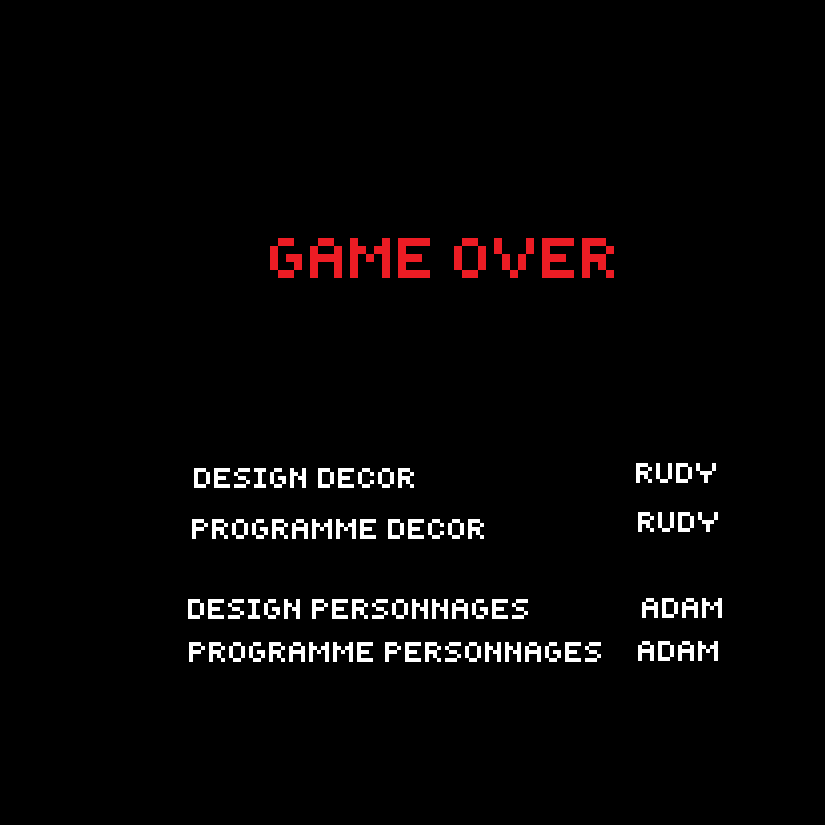 GAME OVER
DESIGN DECOR RUDY
PROGRAMME DECOR RUDY
DESIGN PERSONNAGES ADAM
PROGRAMME PERSONNAGES ADAM